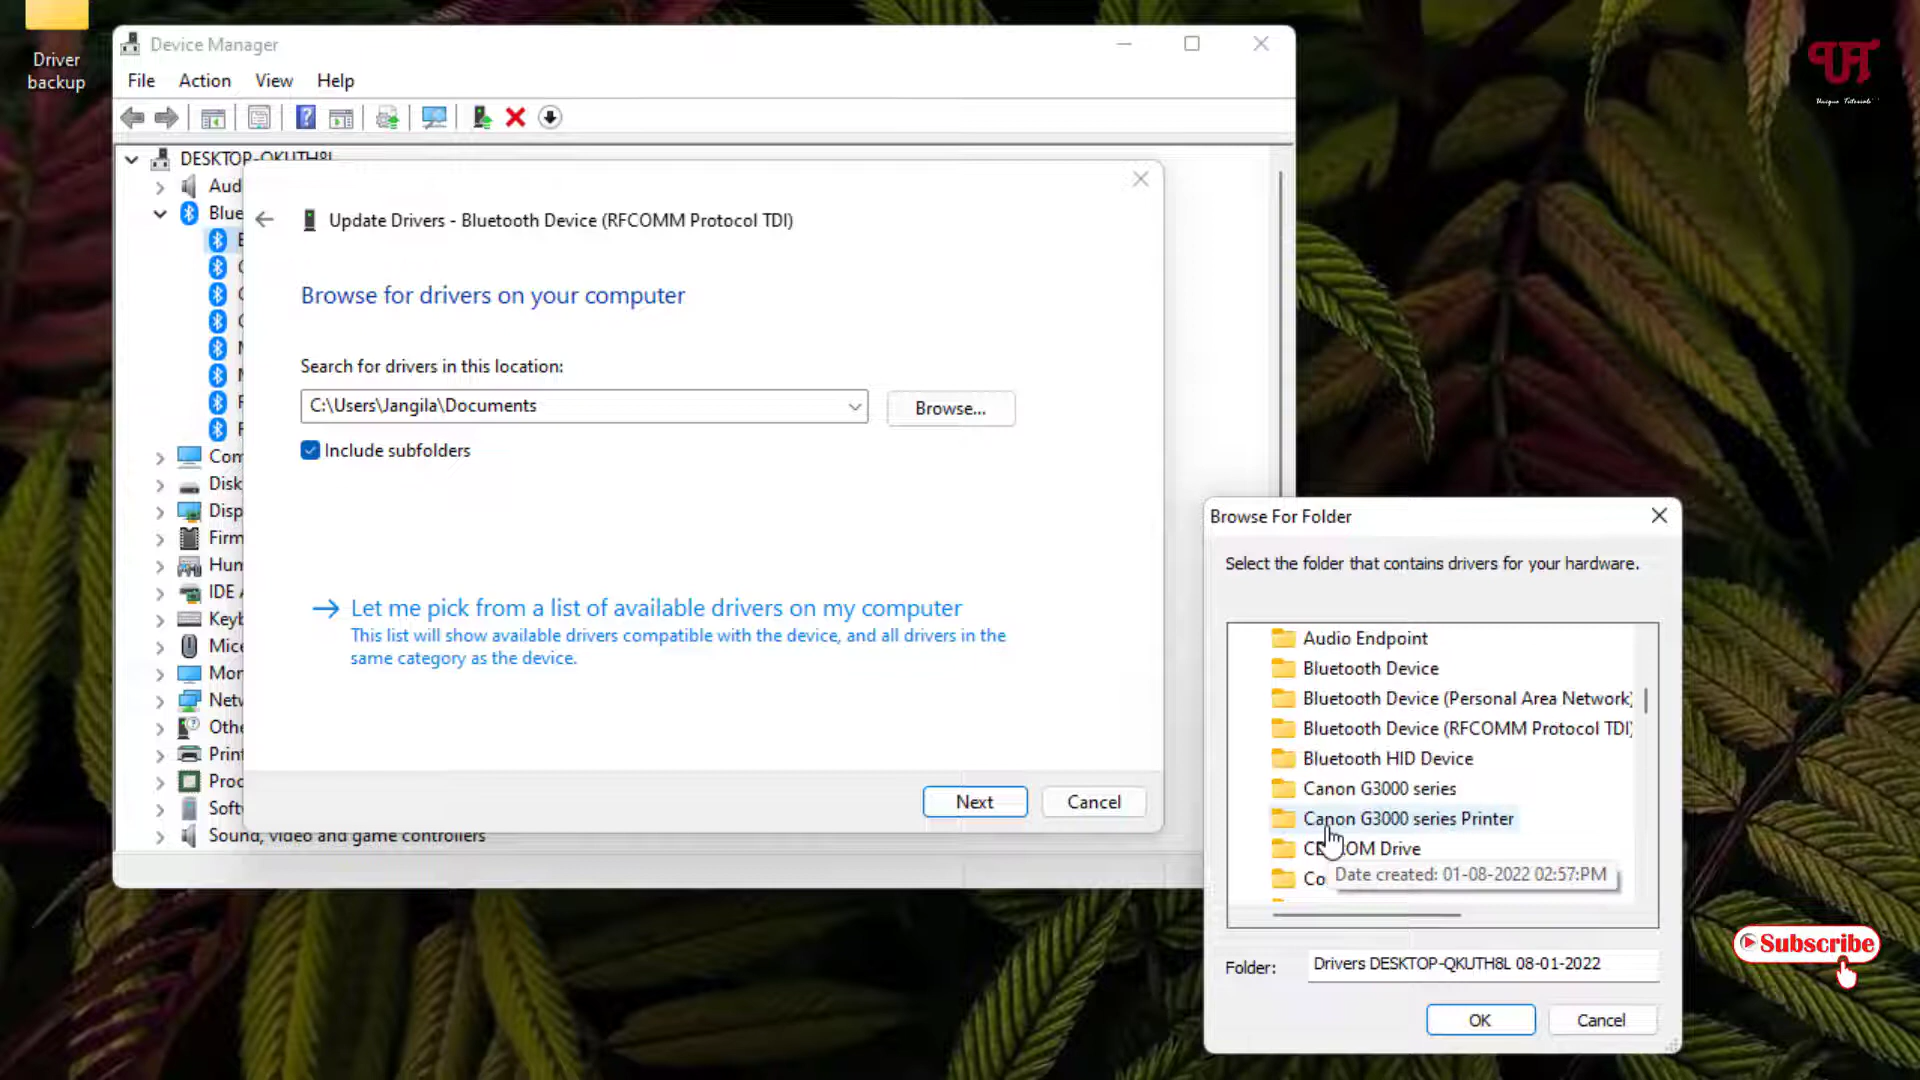 Driver
backup
Device Manager
File Action View Help
DESKTOP-QKUTH8L
Aud
Blue
Com
Disk
Disp
Firm
Hum
IDE
Keyb
Mice
Mon
Netw
Othe
Print
Proc
Softw
Sound, video and game controllers
Update Drivers - Bluetooth Device (RFCOMM Protocol TDI)
Browse for drivers on your computer
Search for drivers in this location:
C:\Users\Jangila\Documents
Browse...
Include subfolders
Let me pick from a list of available drivers on my computer
This list will show available drivers compatible with the device, and all drivers in the
same category as the device.
Next Cancel
Browse For Folder
Select the folder that contains drivers for your hardware.
Audio Endpoint
Bluetooth Device
Bluetooth Device (Personal Area Network)
Bluetooth Device (RFCOMM Protocol TDI)
Bluetooth HID Device
Canon G3000 series
Canon G3000 series Printer
Drive
Date created: 01-08-2022 02:57:PM
Folder: Drivers DESKTOP-QKUTH8L 08-01-2022
OK Cancel
UT
Unique Tutorials
Subscribe